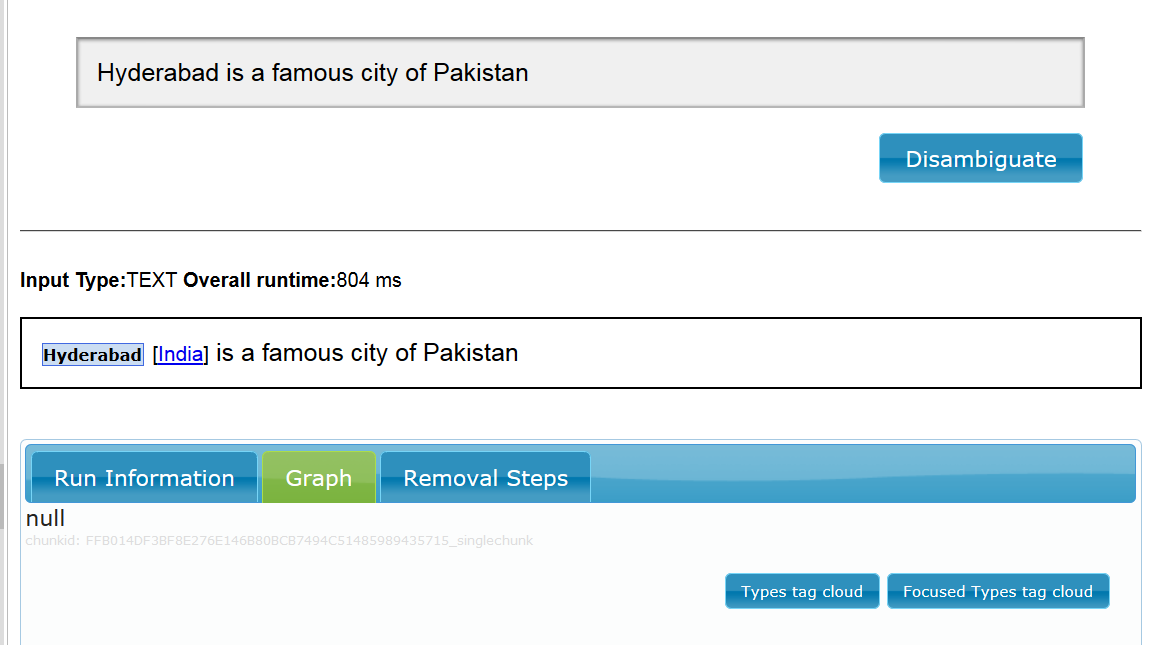 Hyderabad is a famous city of Pakistan
Disambiguate
Input Type:TEXT Overall runtime:804 ms
Hyderabad [India] is a famous city of Pakistan
Run Information Graph Removal Steps
null
chunkid: FFB014DF3BF8E276E146B80BCB7494C51485989435715_singlechunk
Types tag cloud Focused Types tag cloud